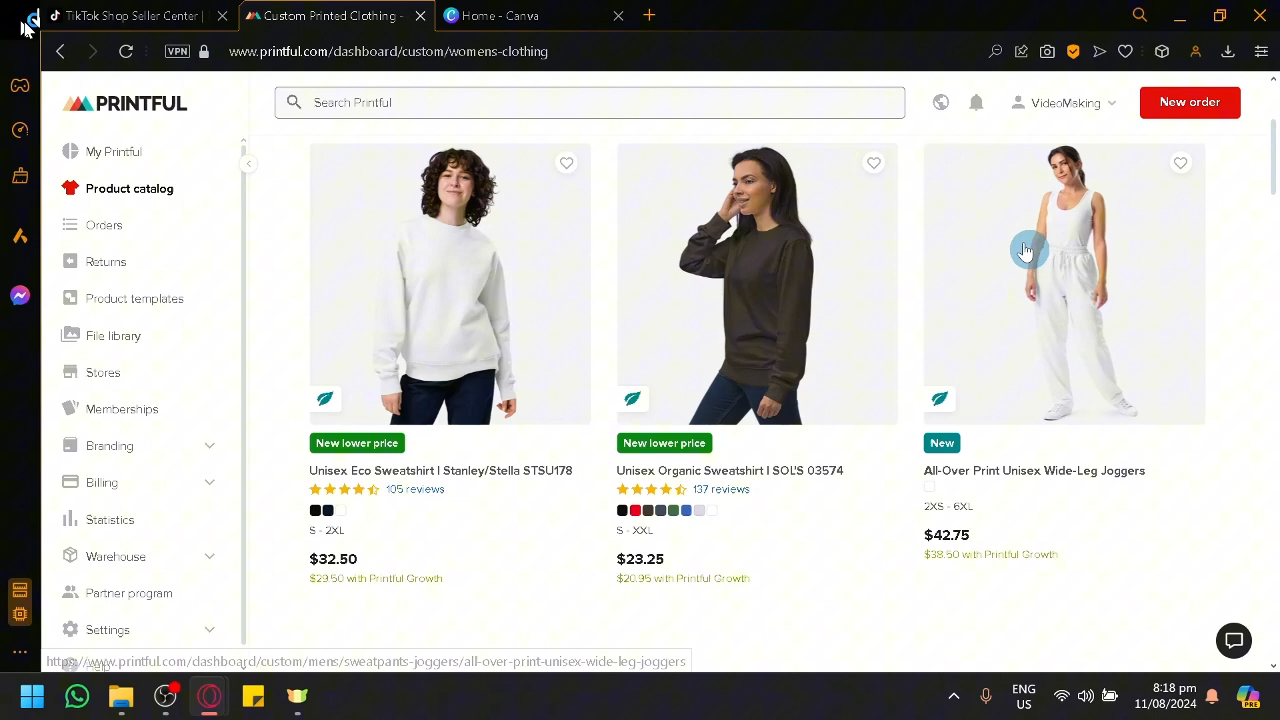 TikTok Shop Seller Center |
Custom Printed Clothing -
Home - Canva
VPN
www.printful.com/dashboard/custom/womens-clothing
PRINTFUL
Search Printful
VideoMaking
New order
My Printful
Product catalog
Orders
Returns
Product templates
File library
Stores
Memberships
Branding
Billing
Statistics
Warehouse
Partner program
Settings
New lower price
Unisex Eco Sweatshirt | Stanley/Stella STSU178
105 reviews
S - 2XL
$32.50
$29.50 with Printful Growth
New lower price
Unisex Organic Sweatshirt | SOL'S 03574
137 reviews
S - XXL
$23.25
$20.95 with Printful Growth
New
All-Over Print Unisex Wide-Leg Joggers
2XS - 6XL
$42.75
$38.50 with Printful Growth
https://www.printful.com/dashboard/custom/mens/sweatpants-joggers/all-over-print-unisex-wide-leg-joggers
ENG
US
8:18 pm
11/08/2024
PRE